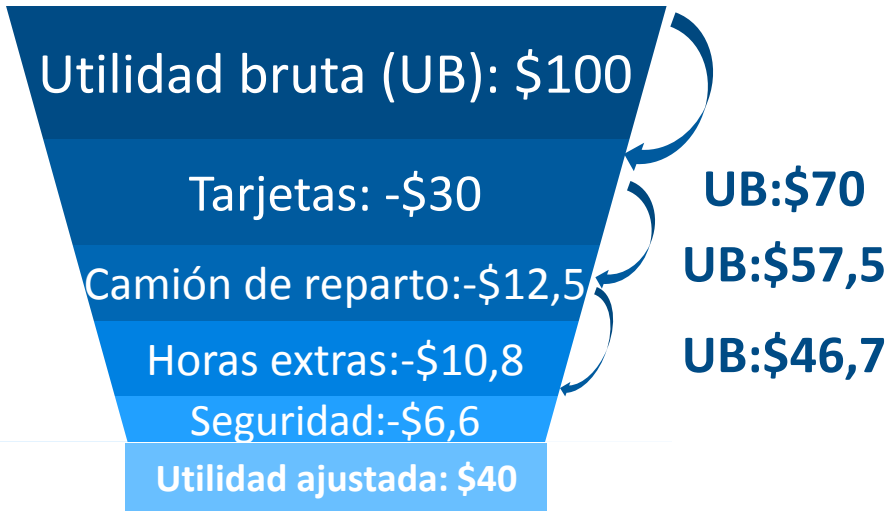 Utilidad bruta (UB): $100
Tarjetas: -$30
UB:$70
Camión de reparto:-$12,5
UB:$57,5
Horas extras:-$10,8
UB:$46,7
Seguridad:-$6,6
Utilidad ajustada: $40